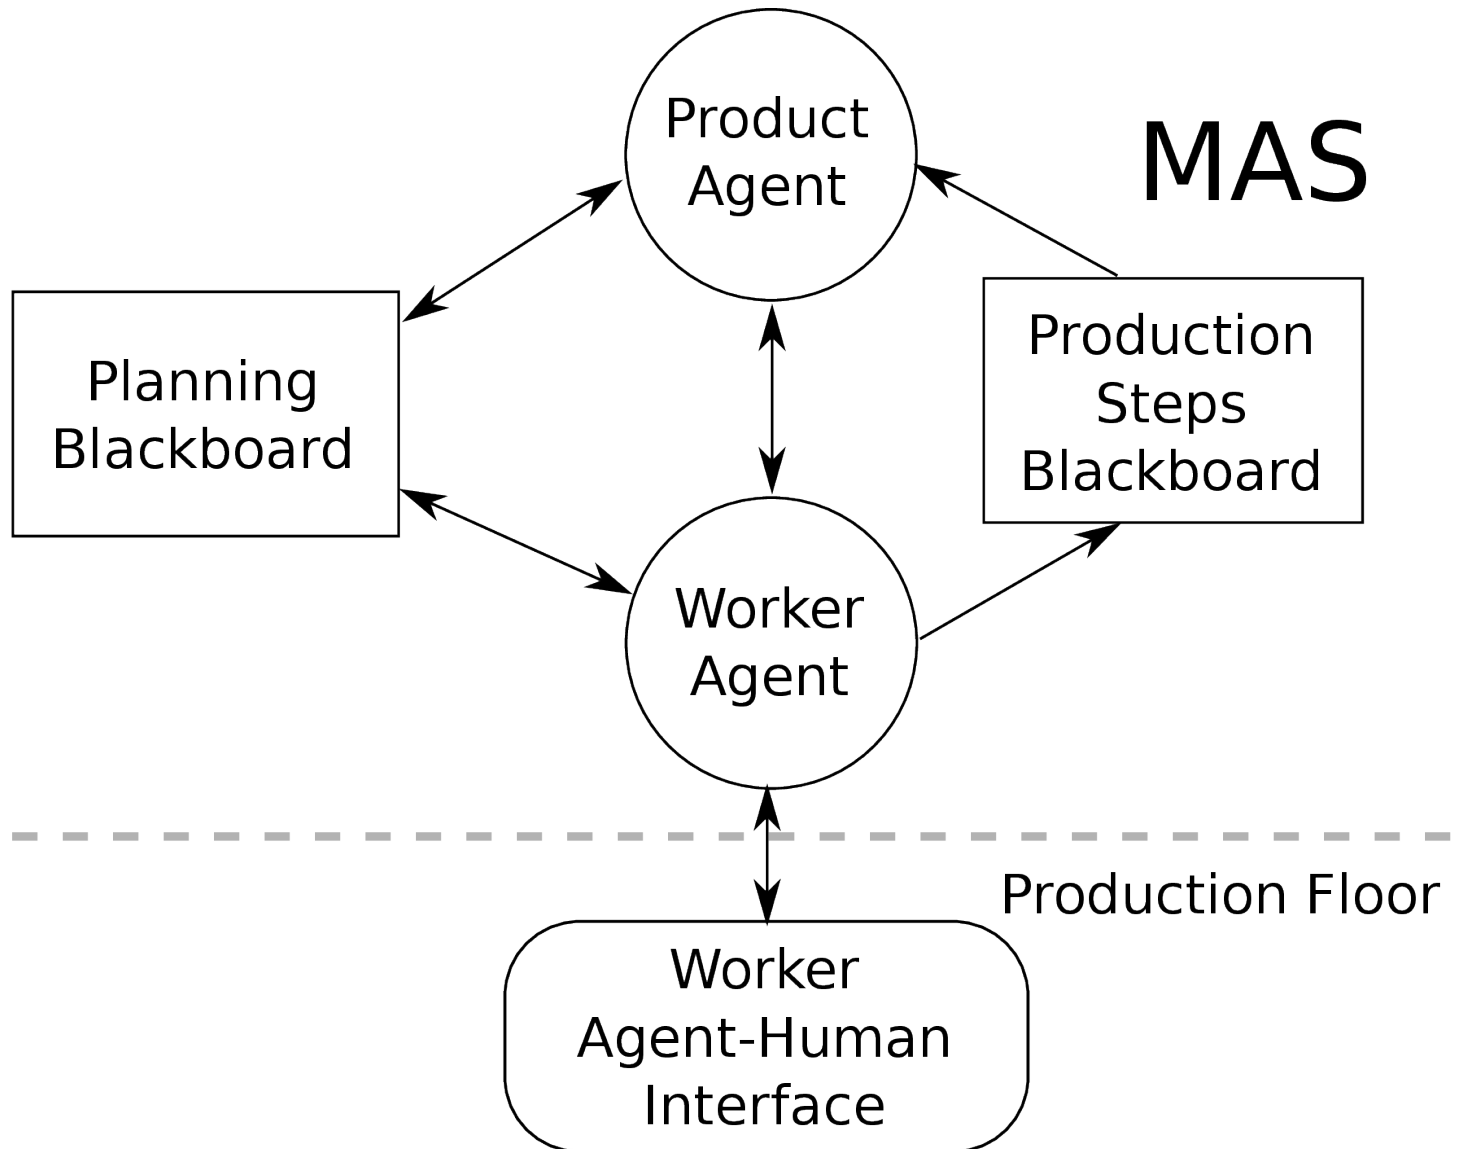 Product
Agent
MAS
Planning
Blackboard
Production
Steps
Blackboard
Worker
Agent
Production Floor
Worker
Agent-Human
Interface